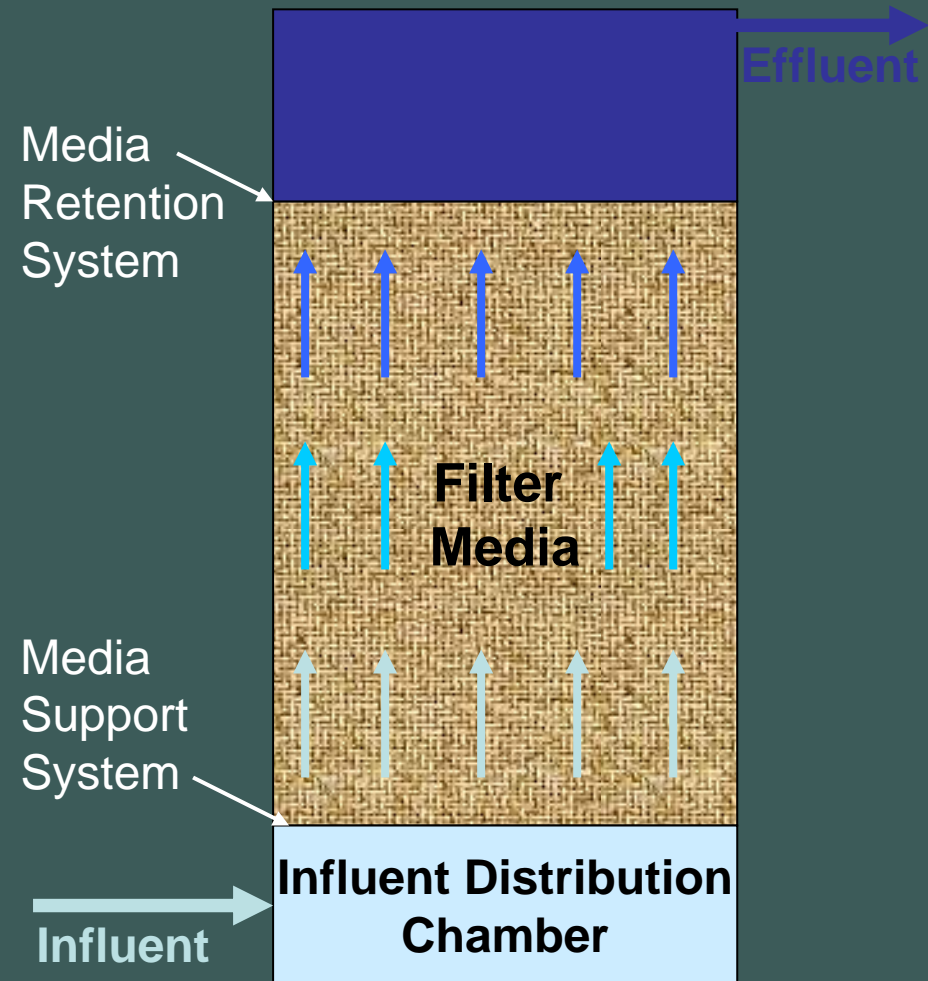 Effluent
Media
Retention
System
Filter
Media
Media
Support
System
Influent Distribution
Chamber
Influent